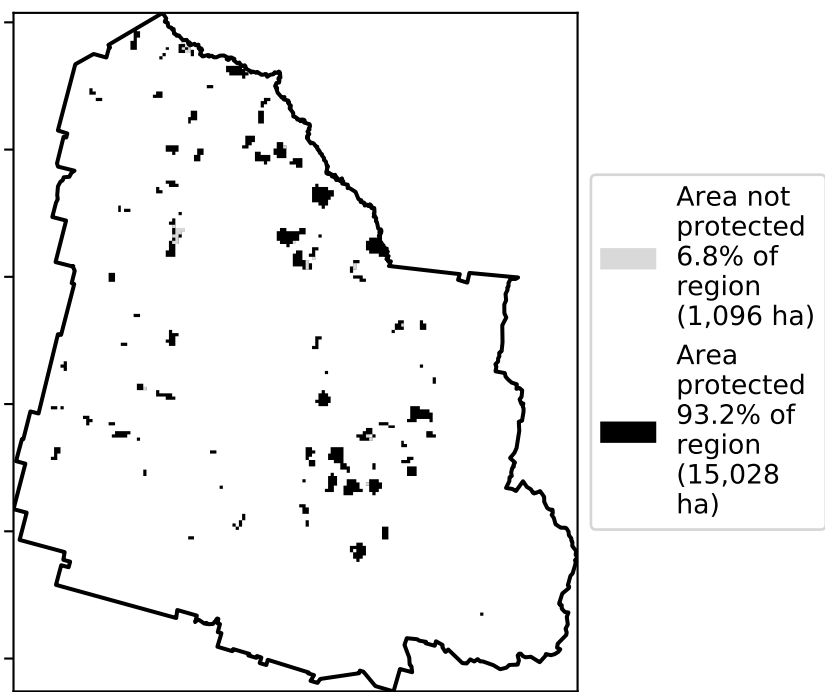 Area not
protected
6.8% of
region
(1,096 ha)
Area
protected
93.2% of
region
(15,028
ha)